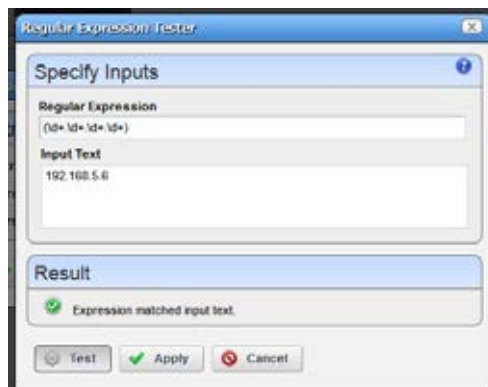 Regular Expression Tester
Specify Inputs
Regular Expression
(\d+.\d+.\d+.\d+)
Input Text
192.168.5.6
Result
Expression matched input text.
Test Apply Cancel